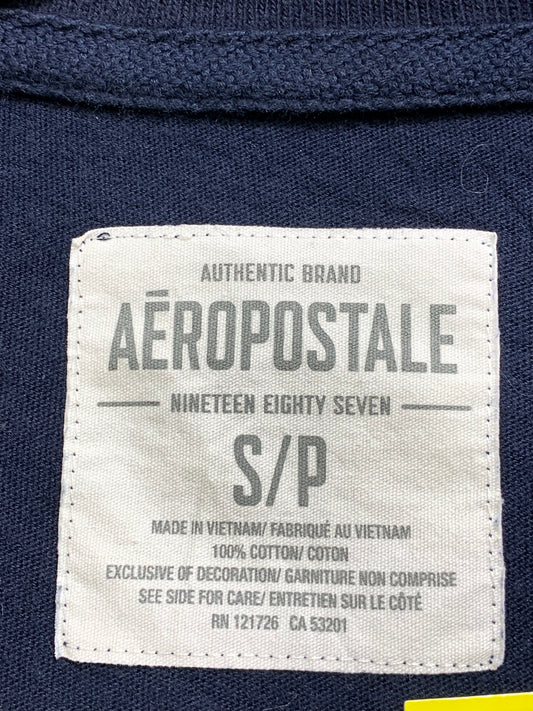 AUTHENTIC BRAND
AÉROPOSTALE
NINETEEN EIGHTY SEVEN
S/P
MADE IN VIETNAM/ FABRIQUÉ AU VIETNAM
100% COTTON/ COTON
EXCLUSIVE OF DECORATION/ GARNITURE NON COMPRISE
SEE SIDE FOR CARE/ ENTRETIEN SUR LE CÔTÉ
RN 121726 CA 53201